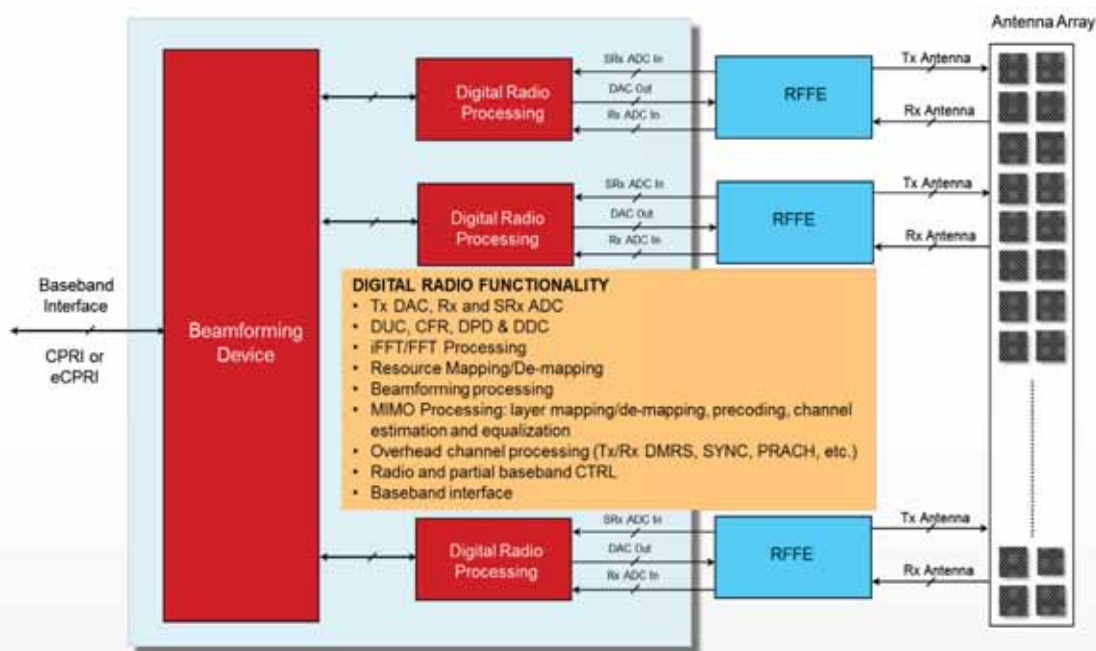 Antenna Array
SRx ADC In
DAC Out
Rx ADC In
Digital Radio
Processing
RFFE
Tx Antenna
Rx Antenna
SRx ADC In
DAC Out
Rx ADC In
Digital Radio
Processing
RFFE
Tx Antenna
Rx Antenna
Baseband
Interface
CPRI or
eCPRI
Beamforming
Device
DIGITAL RADIO FUNCTIONALITY
• Tx DAC, Rx and SRx ADC
• DUC, CFR, DPD & DDC
• iFFT/FFT Processing
• Resource Mapping/De-mapping
• Beamforming processing
• MIMO Processing: layer mapping/de-mapping, precoding, channel
estimation and equalization
• Overhead channel processing (Tx/Rx DMRS, SYNC, PRACH, etc.)
• Radio and partial baseband CTRL
• Baseband interface
SRx ADC In
DAC Out
Rx ADC In
Digital Radio
Processing
RFFE
Tx Antenna
Rx Antenna